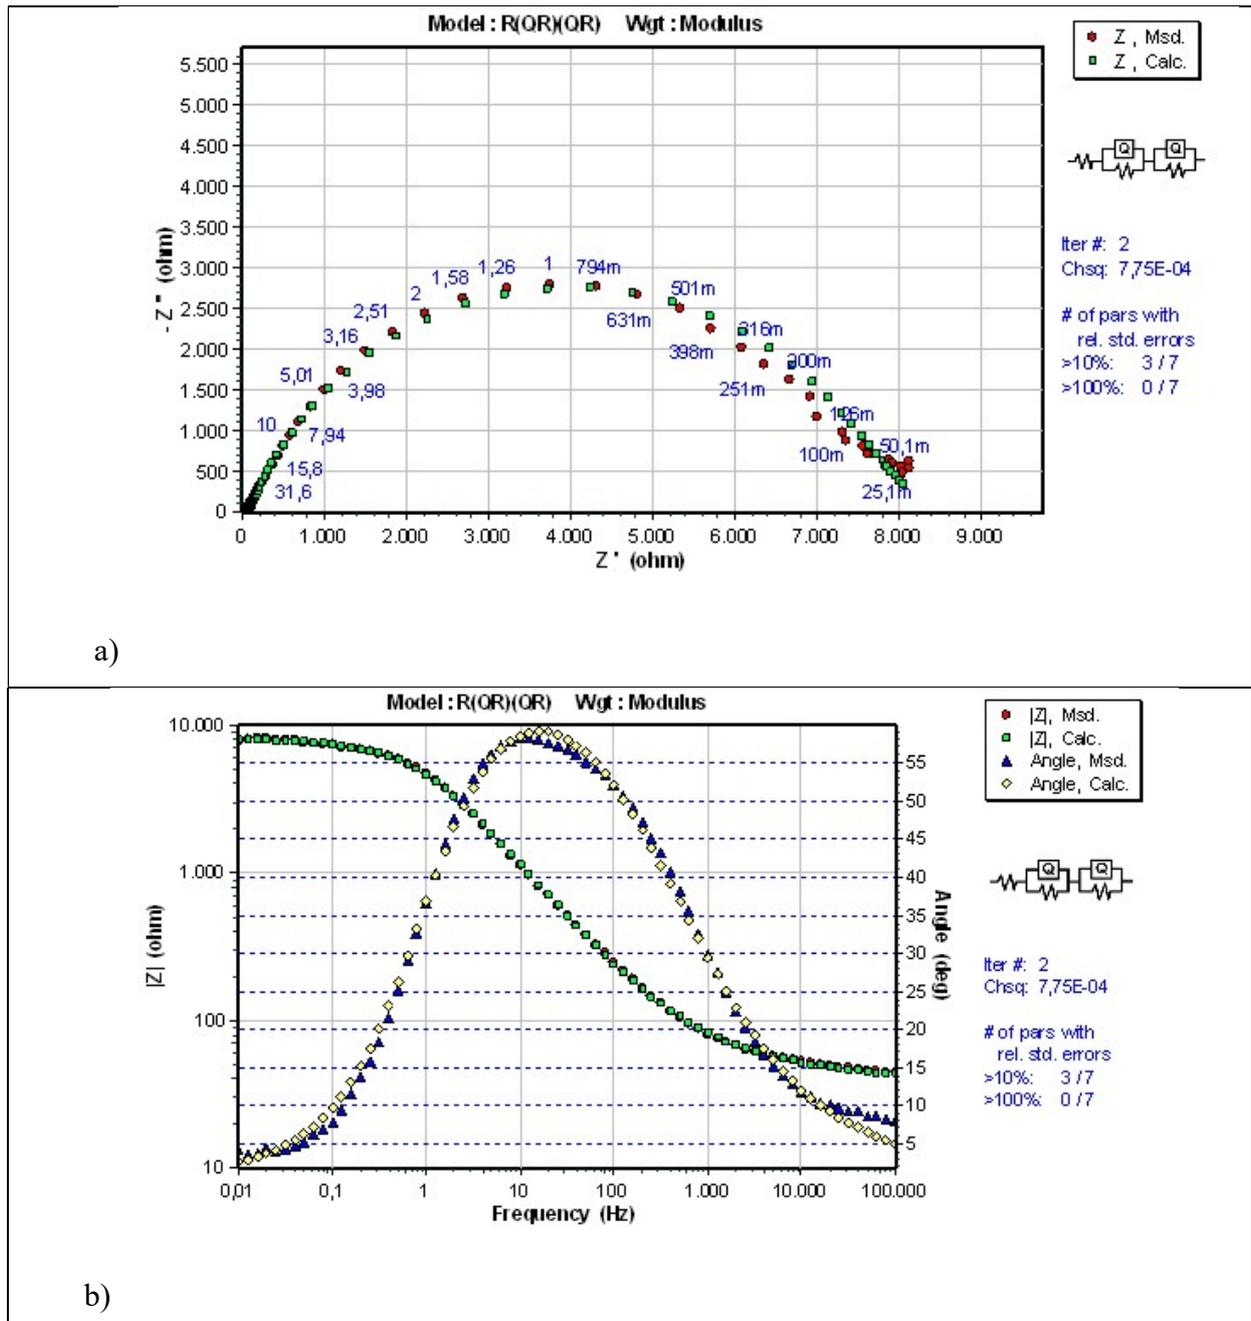 Model : R(QR)(QR) Wgt : Modulus
Z , Msd.
Z , Calc.
5.500
5.000
4.500
4.000
3.500
3.000
2.500
2.000
1.500
1.000
500
0
- Z '' (ohm)
0 1.000 2.000 3.000 4.000 5.000 6.000 7.000 8.000 9.000
Z ' (ohm)
1,58 1,26 1 794m
2,51 2 631m 501m
3,16 398m 316m
5,01 3,98 251m 200m
10 7,94 100m 126m
15,8 50,1m
31,6 25,1m
Q Q
Iter #: 2
Chsq: 7,75E-04
# of pars with
rel. std. errors
>10%: 3 / 7
>100%: 0 / 7
a)
Model : R(QR)(QR) Wgt : Modulus
|Z|, Msd.
|Z|, Calc.
Angle, Msd.
Angle, Calc.
10.000
1.000
100
10
|Z| (ohm)
55
50
45
40
35
30
25
20
15
10
5
Angle (deg)
0,01 0,1 1 10 100 1.000 10.000 100.000
Frequency (Hz)
Q Q
Iter #: 2
Chsq: 7,75E-04
# of pars with
rel. std. errors
>10%: 3 / 7
>100%: 0 / 7
b)